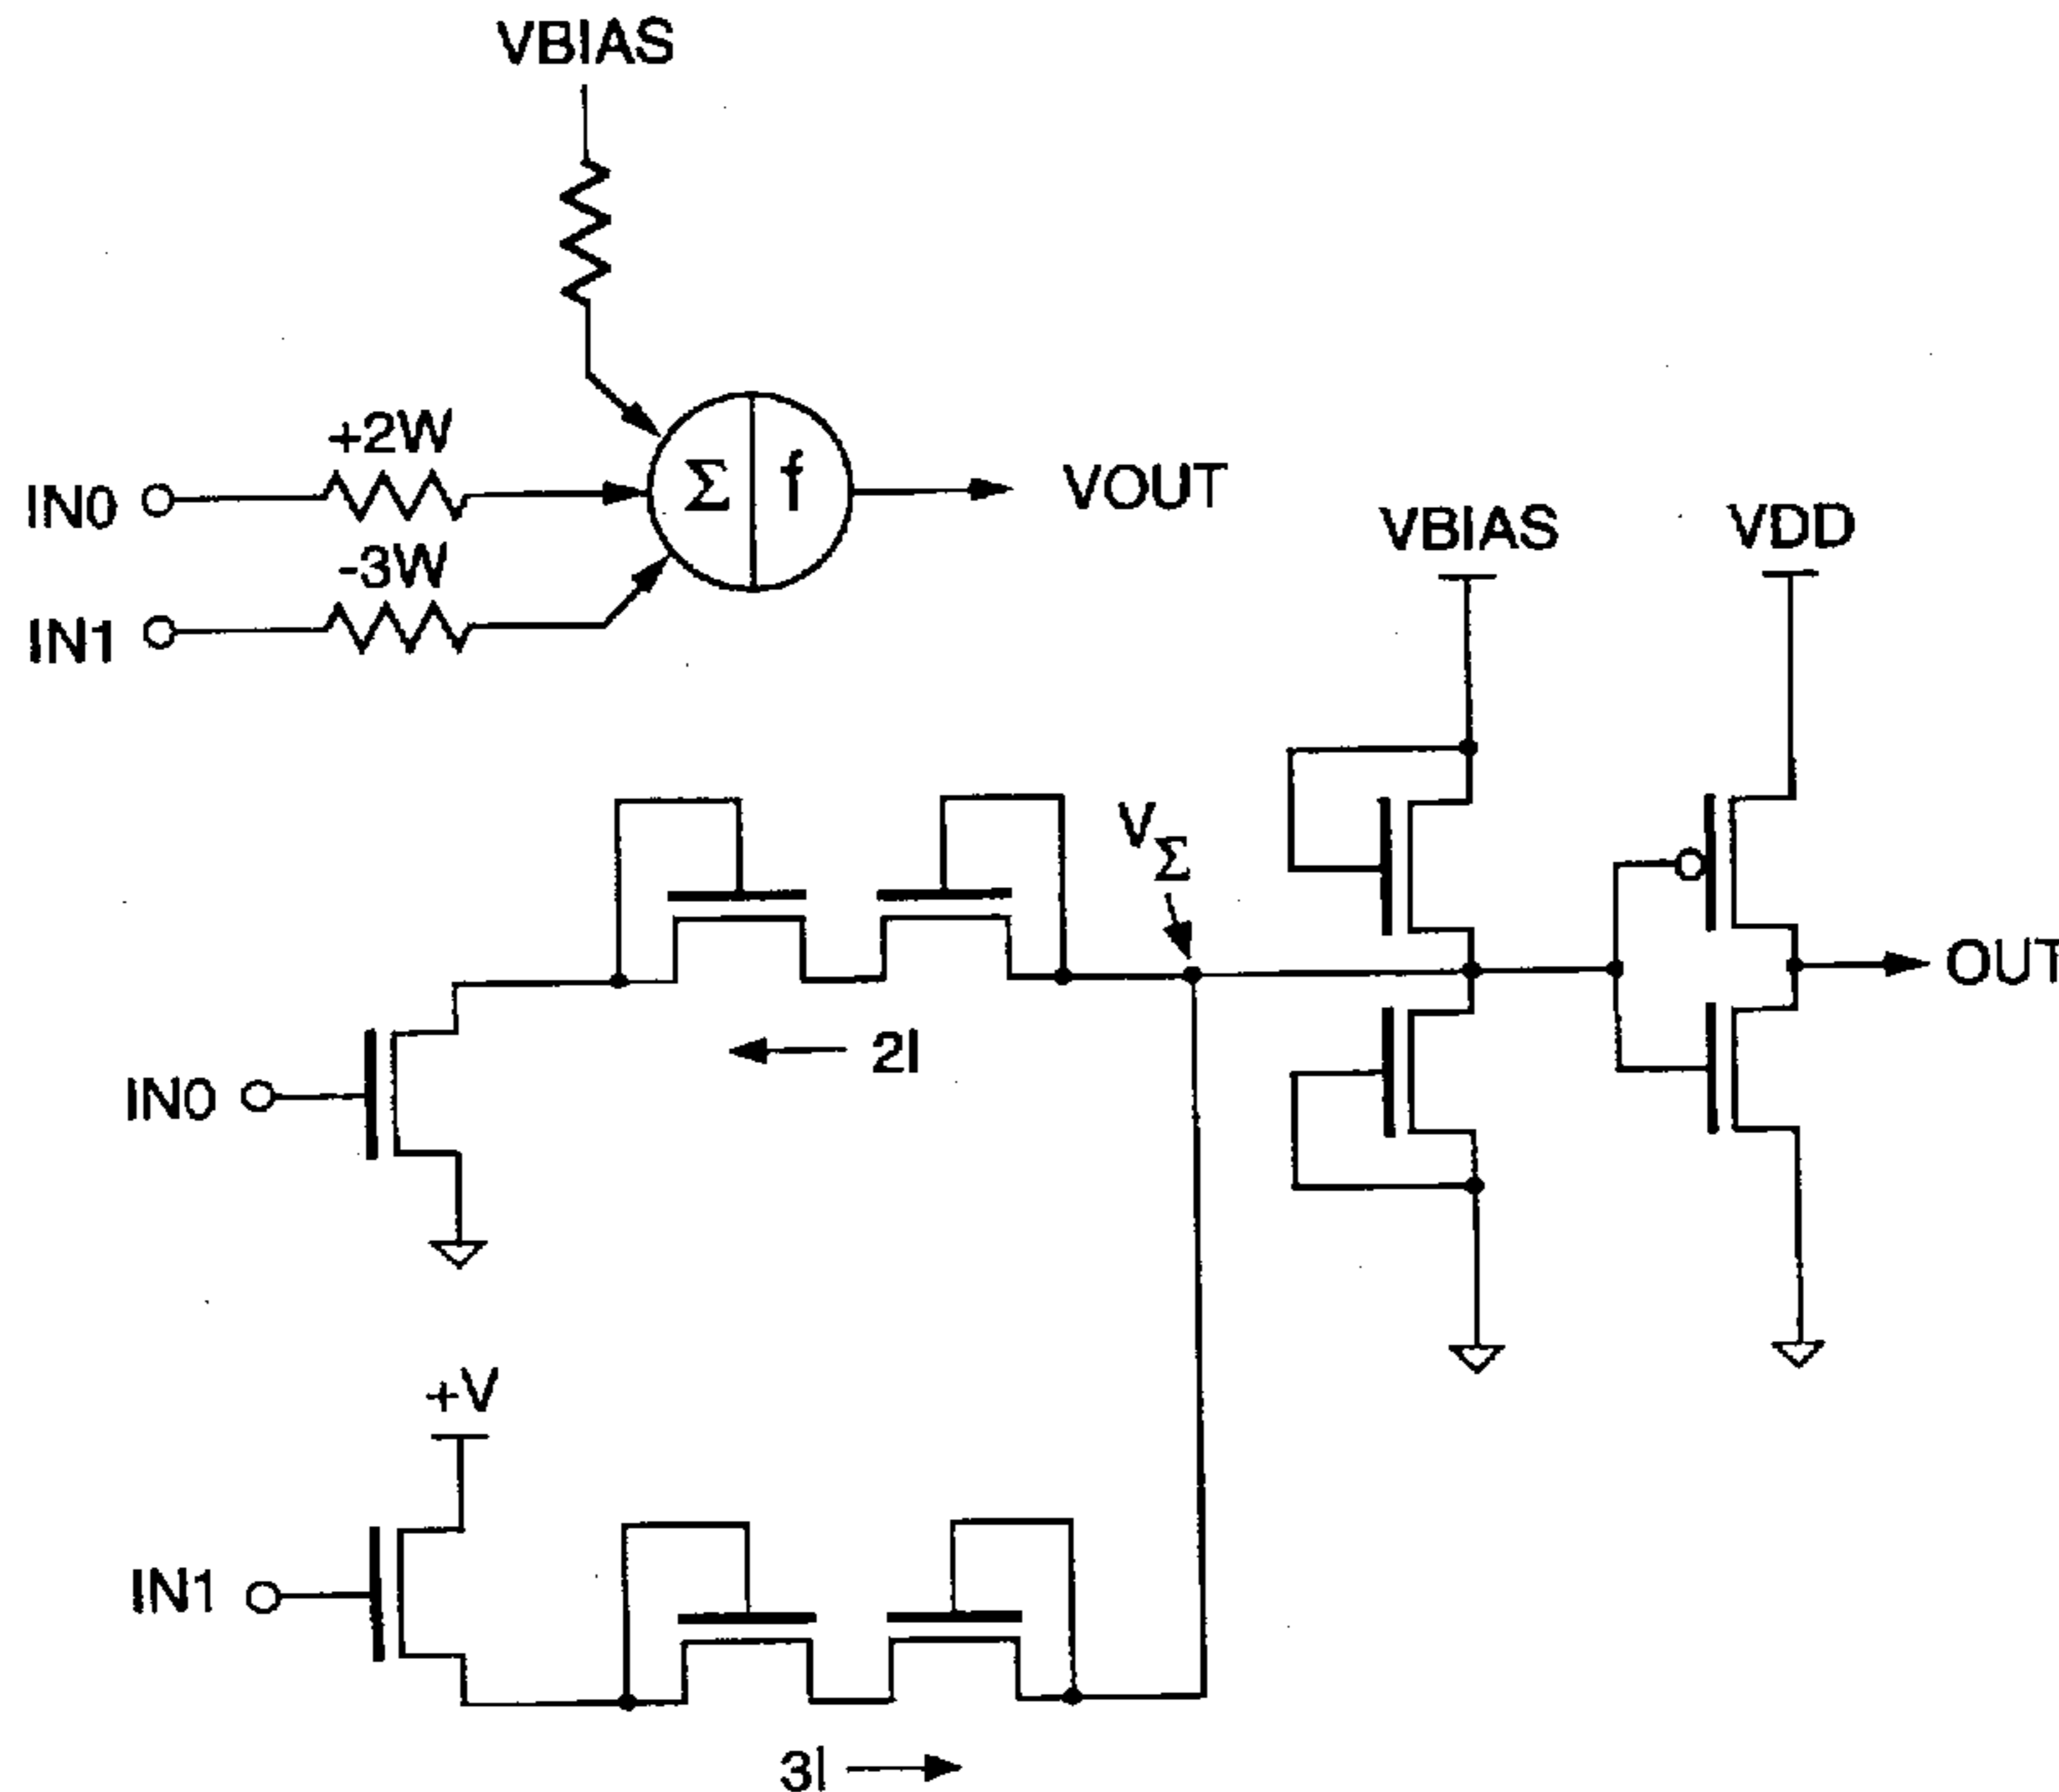 VBIAS
+2W
IN0
Σ f
VOUT
-3W
IN1
VBIAS
VDD
VΣ
OUT
2I
IN0
+V
IN1
3I